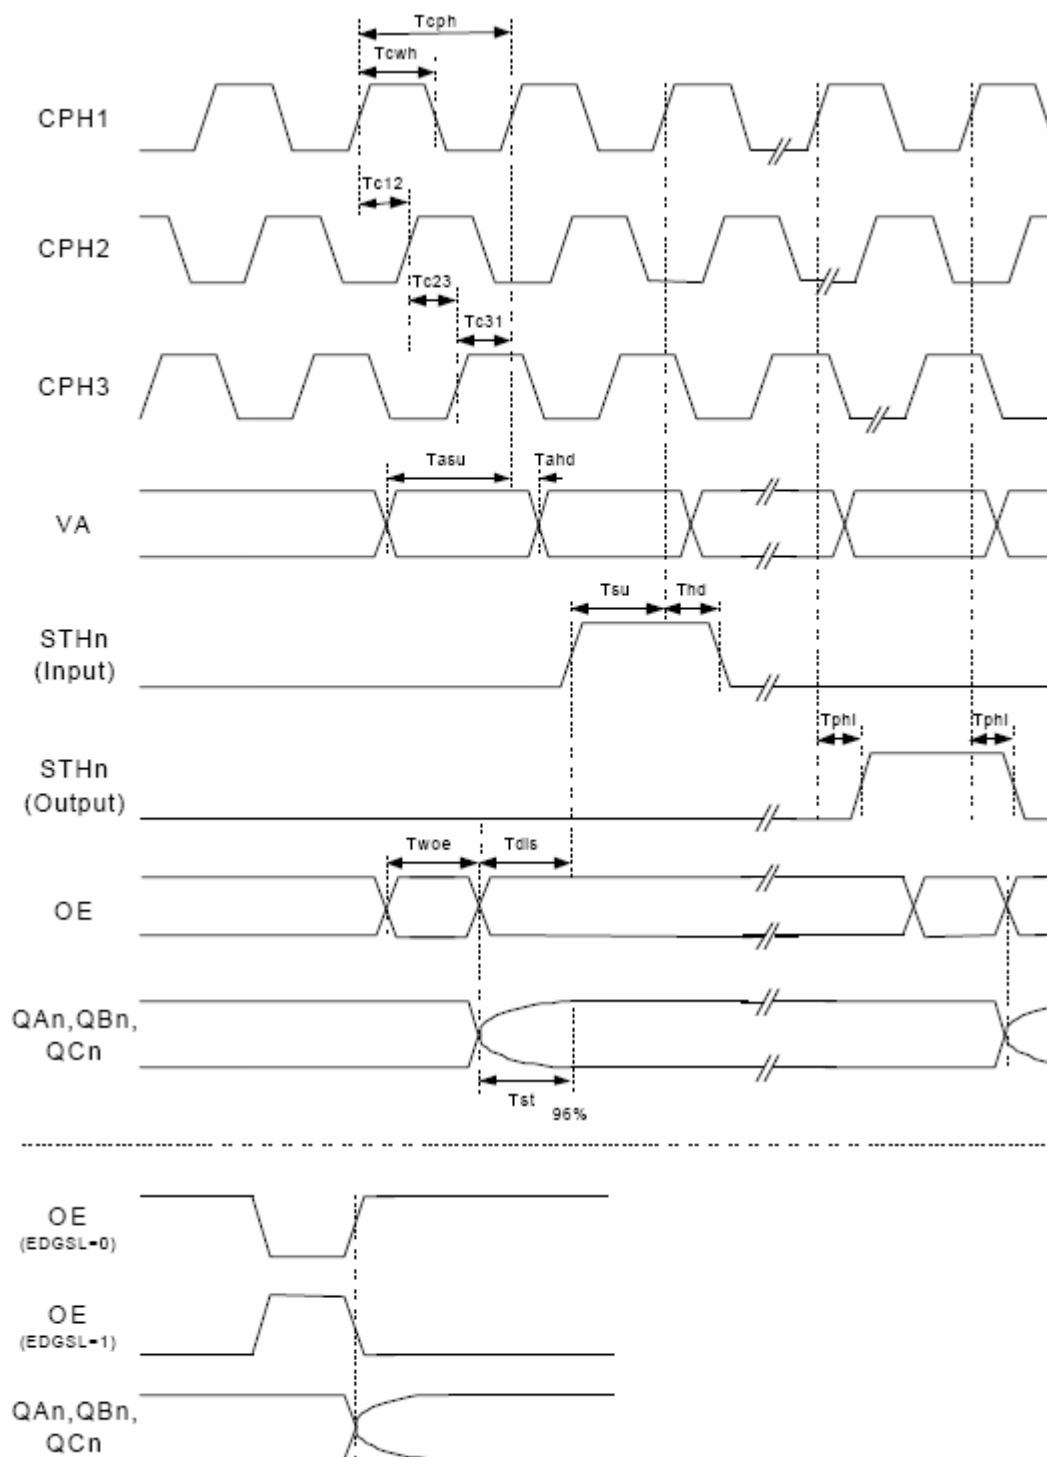 Tcph
Tcwh
CPH1
Tc12
CPH2
Tc23
Tc31
CPH3
Tasu
Tahd
VA
Tsu
Thd
STHn
(Input)
Tphl
Tphl
STHn
(Output)
Twoe
Tdis
OE
QAn,QBn,
QCn
Tst
96%
OE
(EDGSL=0)
OE
(EDGSL=1)
QAn,QBn,
QCn